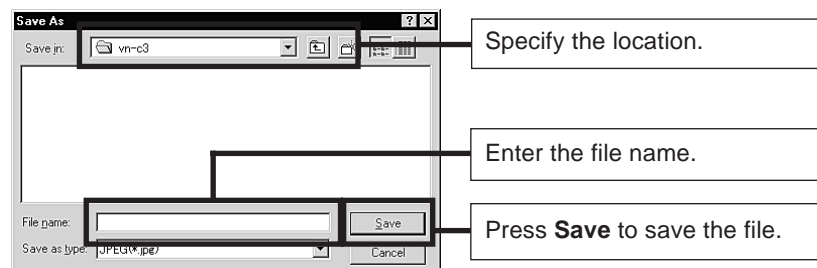 Save As
Save in: vn-c3
Specify the location.
Enter the file name.
File name: Save
Press Save to save the file.
Save as type: JPEG(*.jpg) Cancel